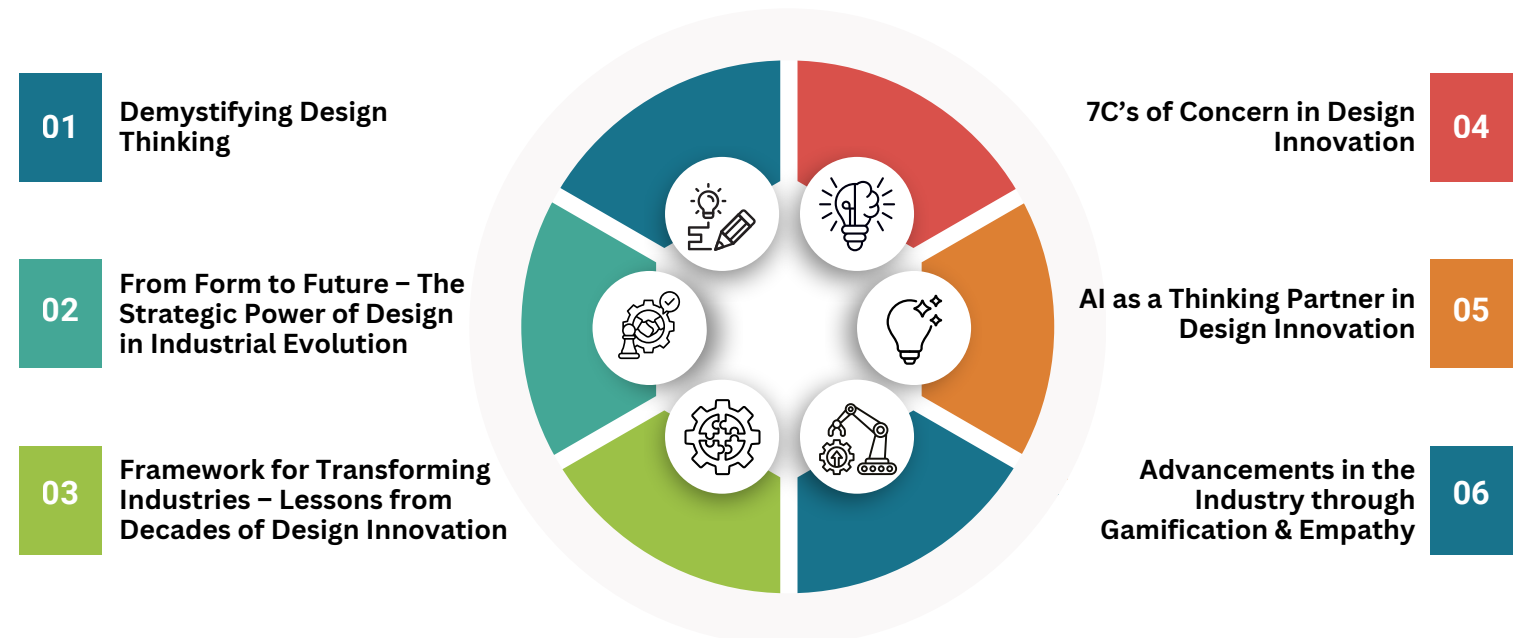 01
Demystifying Design
Thinking
02
From Form to Future – The
Strategic Power of Design
in Industrial Evolution
03
Framework for Transforming
Industries – Lessons from
Decades of Design Innovation
7C’s of Concern in Design
Innovation
04
AI as a Thinking Partner in
Design Innovation
05
Advancements in the
Industry through
Gamification & Empathy
06